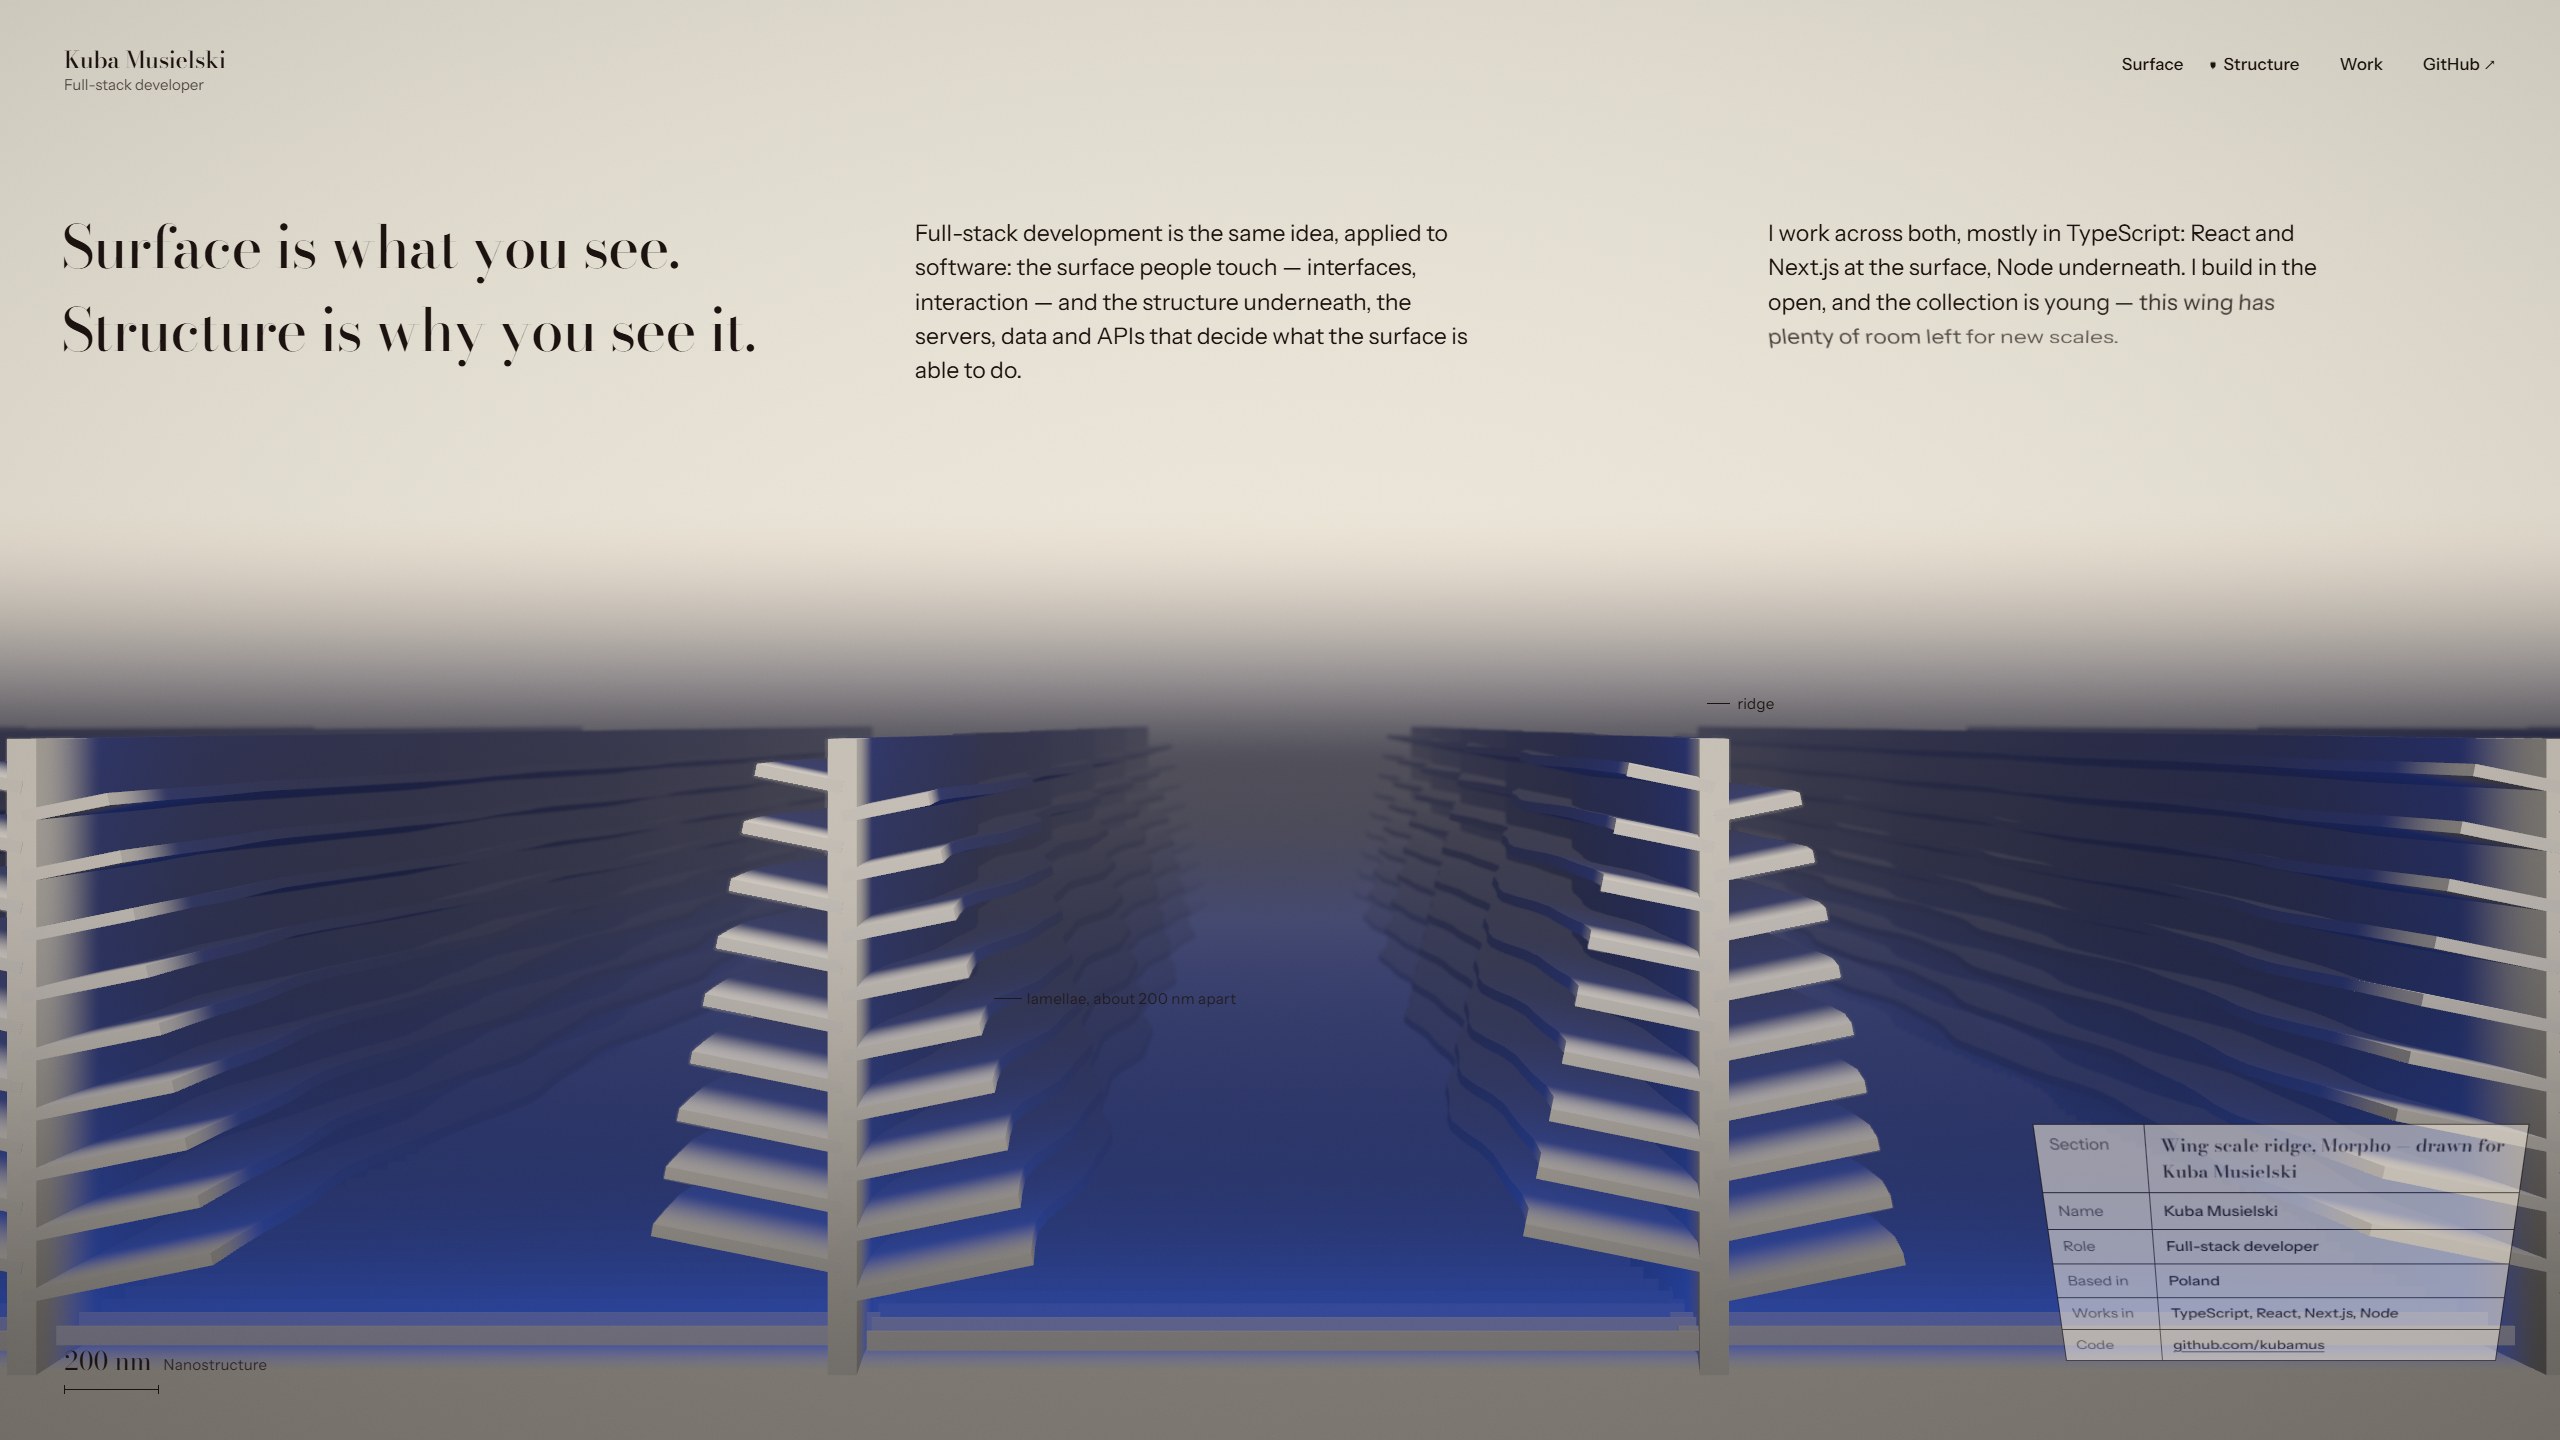 Kuba Musielski
Full-stack developer
Surface
Structure
Work
GitHub ↗
Surface is what you see.
Structure is why you see it.
Full-stack development is the same idea, applied to
software: the surface people touch — interfaces,
interaction — and the structure underneath, the
servers, data and APIs that decide what the surface is
able to do.
I work across both, mostly in TypeScript: React and
Next.js at the surface, Node underneath. I build in the
open, and the collection is young — this wing has
plenty of room left for new scales.
ridge
lamellae, about 200 nm apart
Section
Wing scale ridge, Morpho — drawn for
Kuba Musielski
Name
Kuba Musielski
Role
Full-stack developer
Based in
Poland
Works in
TypeScript, React, Next.js, Node
Code
github.com/kubamus
200 nm Nanostructure